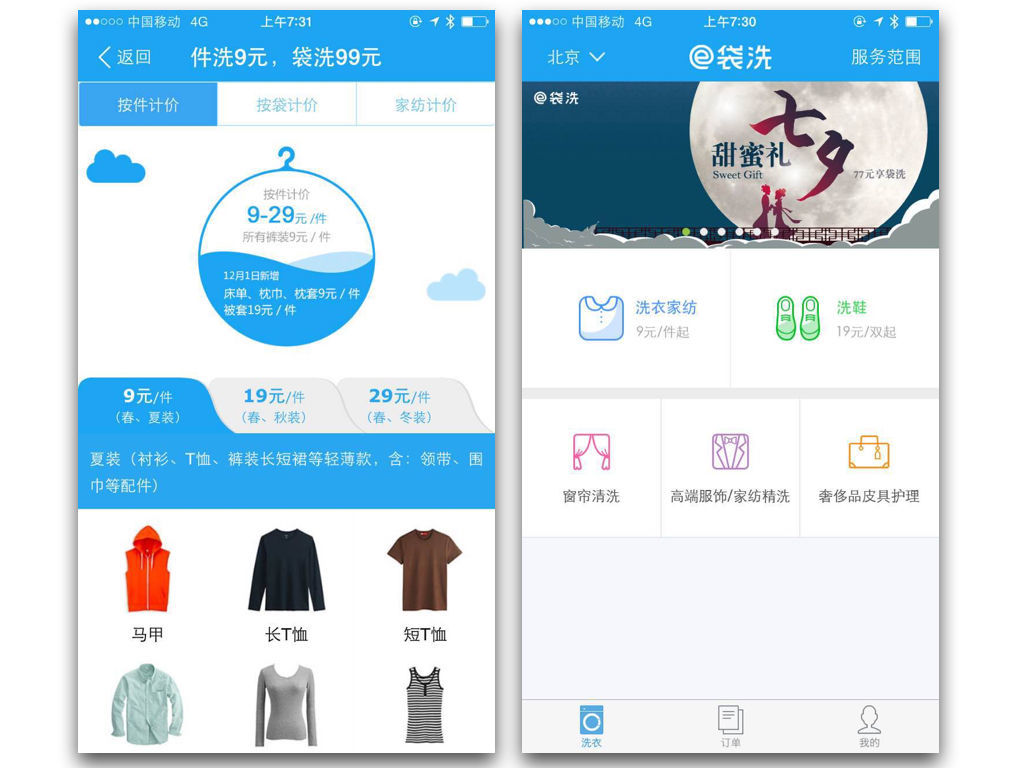 中国移动 4G 上午7:31
返回 件洗9元，袋洗99元
按件计价 按袋计价 家纺计价
按件计价
9-29元/件
所有裤装9元 / 件
12月1日新增
床单、枕巾、枕套9元 / 件
被套19元 / 件
9元/件 19元/件 29元/件
（春、夏装） （春、秋装） （春、冬装）
夏装（衬衫、T恤、裤装长短裙等轻薄款，含：领带、围
巾等配件）
马甲 长T恤 短T恤
中国移动 4G 上午7:30
北京 e袋洗 服务范围
e袋洗
七夕
甜蜜礼
Sweet Gift
77元享袋洗
洗衣家纺
9元/件起
洗鞋
19元/双起
窗帘清洗 高端服饰/家纺精洗 奢侈品皮具护理
洗衣 订单 我的